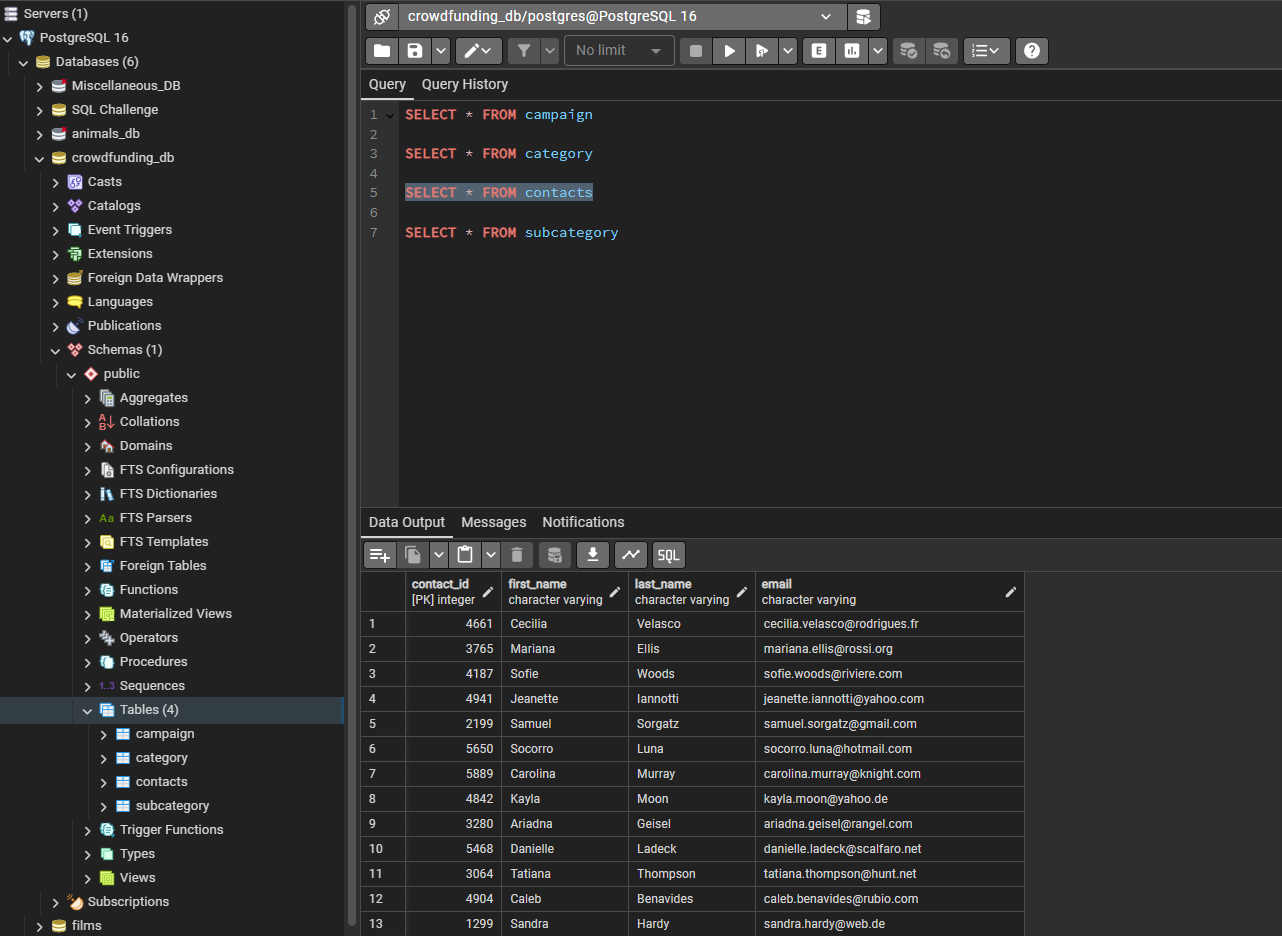 Servers (1)
PostgreSQL 16
Databases (6)
Miscellaneous_DB
SQL Challenge
animals_db
crowdfunding_db
Casts
Catalogs
Event Triggers
Extensions
Foreign Data Wrappers
Languages
Publications
Schemas (1)
public
Aggregates
Collations
Domains
FTS Configurations
FTS Dictionaries
Aa FTS Parsers
FTS Templates
Foreign Tables
Functions
Materialized Views
Operators
Procedures
1..3 Sequences
Tables (4)
campaign
category
contacts
subcategory
Trigger Functions
Types
Views
Subscriptions
films
crowdfunding_db/postgres@PostgreSQL 16
No limit
E
Query Query History
1 SELECT * FROM campaign
2
3 SELECT * FROM category
4
5 SELECT * FROM contacts
6
7 SELECT * FROM subcategory
Data Output Messages Notifications
SQL
contact_id first_name last_name email
[PK] integer character varying character varying character varying
1 4661 Cecilia Velasco cecilia.velasco@rodrigues.fr
2 3765 Mariana Ellis mariana.ellis@rossi.org
3 4187 Sofie Woods sofie.woods@riviere.com
4 4941 Jeanette Iannotti jeanette.iannotti@yahoo.com
5 2199 Samuel Sorgatz samuel.sorgatz@gmail.com
6 5650 Socorro Luna socorro.luna@hotmail.com
7 5889 Carolina Murray carolina.murray@knight.com
8 4842 Kayla Moon kayla.moon@yahoo.de
9 3280 Ariadna Geisel ariadna.geisel@rangel.com
10 5468 Danielle Ladeck danielle.ladeck@scalfaro.net
11 3064 Tatiana Thompson tatiana.thompson@hunt.net
12 4904 Caleb Benavides caleb.benavides@rubio.com
13 1299 Sandra Hardy sandra.hardy@web.de